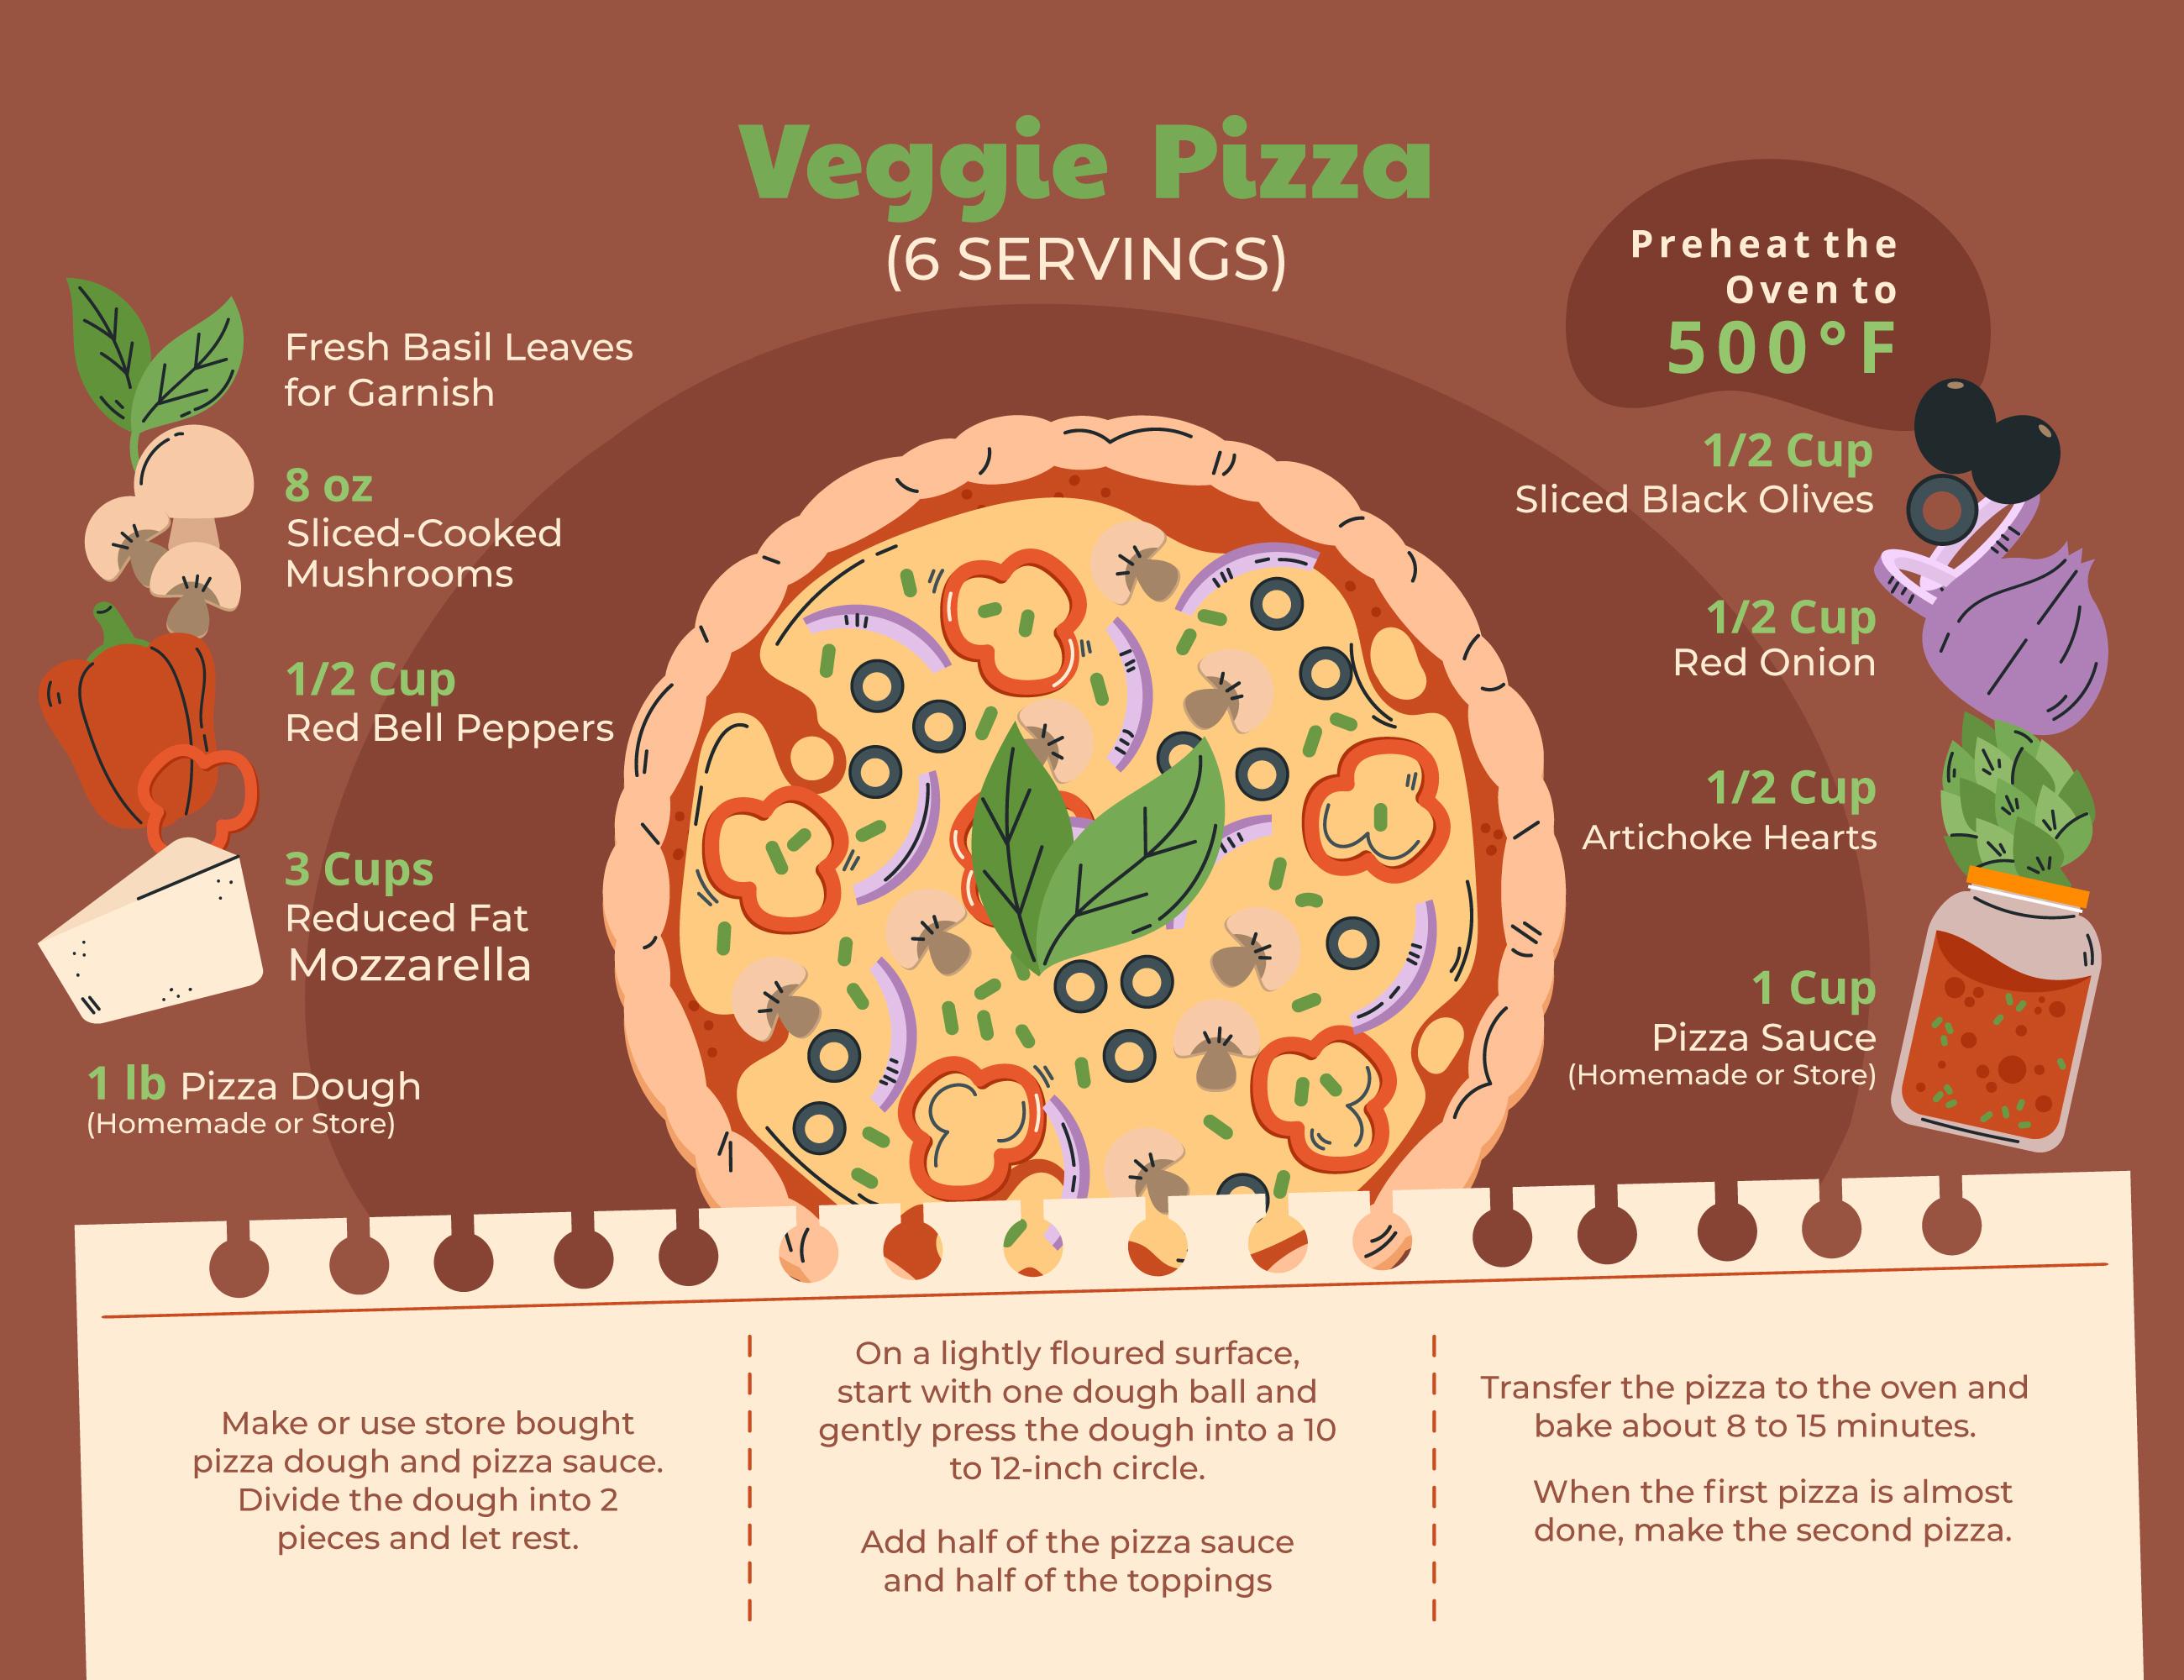 Veggie Pizza
(6 SERVINGS)
Preheat the
Oven to
500°F
Fresh Basil Leaves
for Garnish
8 oz
Sliced-Cooked
Mushrooms
1/2 Cup
Red Bell Peppers
3 Cups
Reduced Fat
Mozzarella
1 lb Pizza Dough
(Homemade or Store)
1/2 Cup
Sliced Black Olives
1/2 Cup
Red Onion
1/2 Cup
Artichoke Hearts
1 Cup
Pizza Sauce
(Homemade or Store)
Make or use store bought
pizza dough and pizza sauce.
Divide the dough into 2
pieces and let rest.
On a lightly floured surface,
start with one dough ball and
gently press the dough into a 10
to 12-inch circle.
Add half of the pizza sauce
and half of the toppings
Transfer the pizza to the oven and
bake about 8 to 15 minutes.
When the first pizza is almost
done, make the second pizza.